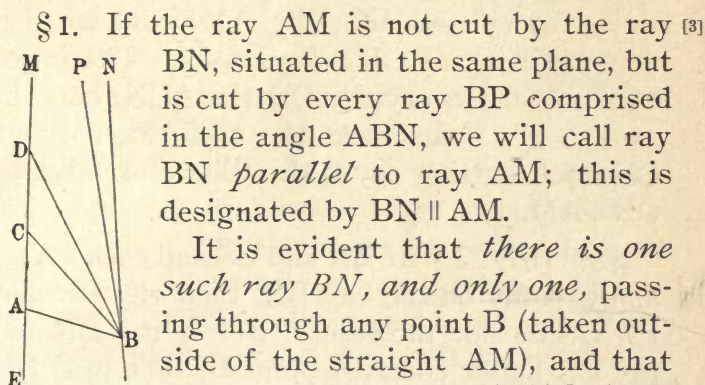 § 1. If the ray AM is not cut by the ray [3]
M P N BN, situated in the same plane, but
is cut by every ray BP comprised
D in the angle ABN, we will call ray
BN parallel to ray AM; this is
designated by BN ∥ AM.
C
It is evident that there is one
such ray BN, and only one, pass-
A ing through any point B (taken out-
B side of the straight AM), and that
E